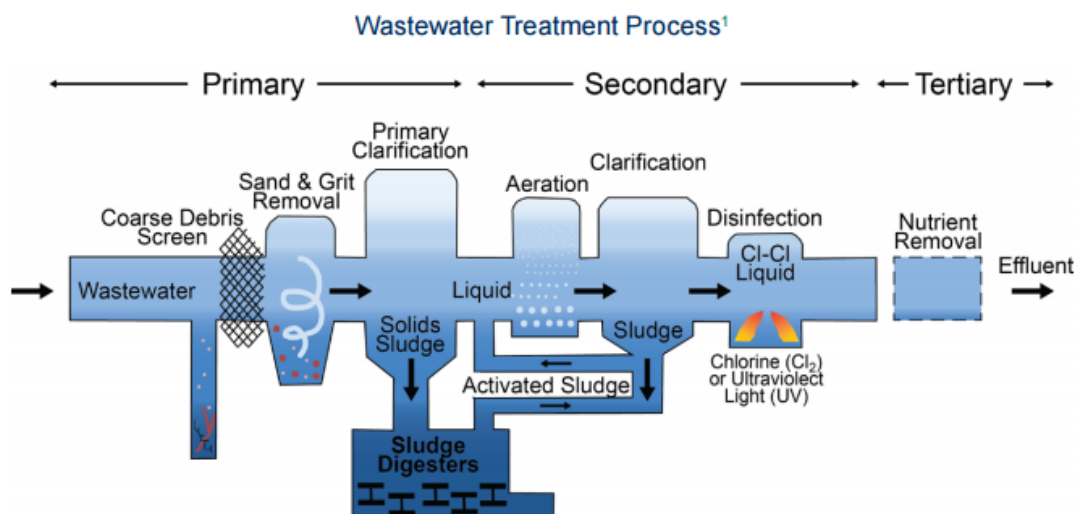 Wastewater Treatment Process¹
Primary
Secondary
Tertiary
Primary
Clarification
Sand & Grit
Removal
Coarse Debris
Screen
Aeration
Clarification
Disinfection
Nutrient
Removal
Wastewater
Liquid
Cl-Cl
Liquid
Effluent
Solids
Sludge
Sludge
Activated Sludge
Chlorine (Cl₂)
or Ultraviolect
Light (UV)
Sludge
Digesters